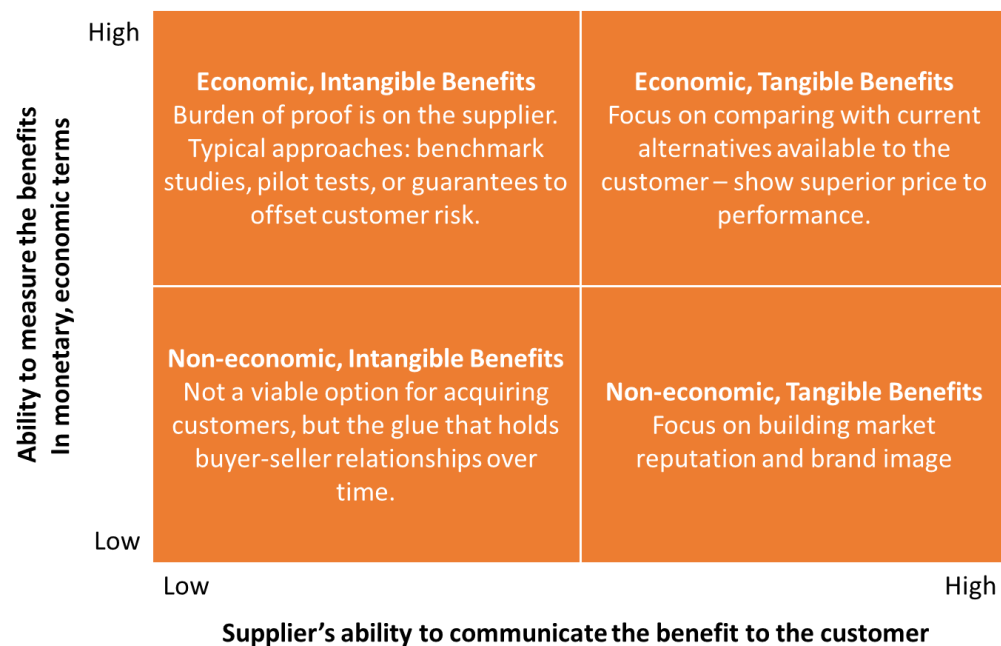 High
Ability to measure the benefits
In monetary, economic terms
Low
Economic, Intangible Benefits
Burden of proof is on the supplier.
Typical approaches: benchmark
studies, pilot tests, or guarantees to
offset customer risk.
Economic, Tangible Benefits
Focus on comparing with current
alternatives available to the
customer – show superior price to
performance.
Non-economic, Intangible Benefits
Not a viable option for acquiring
customers, but the glue that holds
buyer-seller relationships over
time.
Non-economic, Tangible Benefits
Focus on building market
reputation and brand image
Low
High
Supplier’s ability to communicate the benefit to the customer